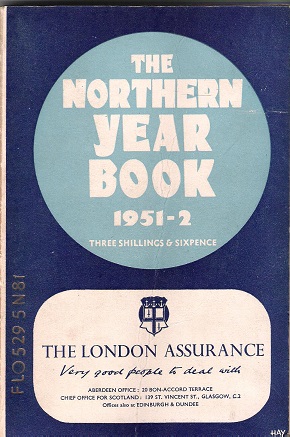 THE
NORTHERN
YEAR
BOOK
1951-2
THREE SHILLINGS & SIXPENCE
FLO529 5 N81
THE LONDON ASSURANCE
Very good people to deal with
ABERDEEN OFFICE : 20 BON-ACCORD TERRACE
CHIEF OFFICE FOR SCOTLAND : 139 ST. VINCENT ST., GLASGOW, C.2
Offices also at EDINBURGH & DUNDEE
HAY